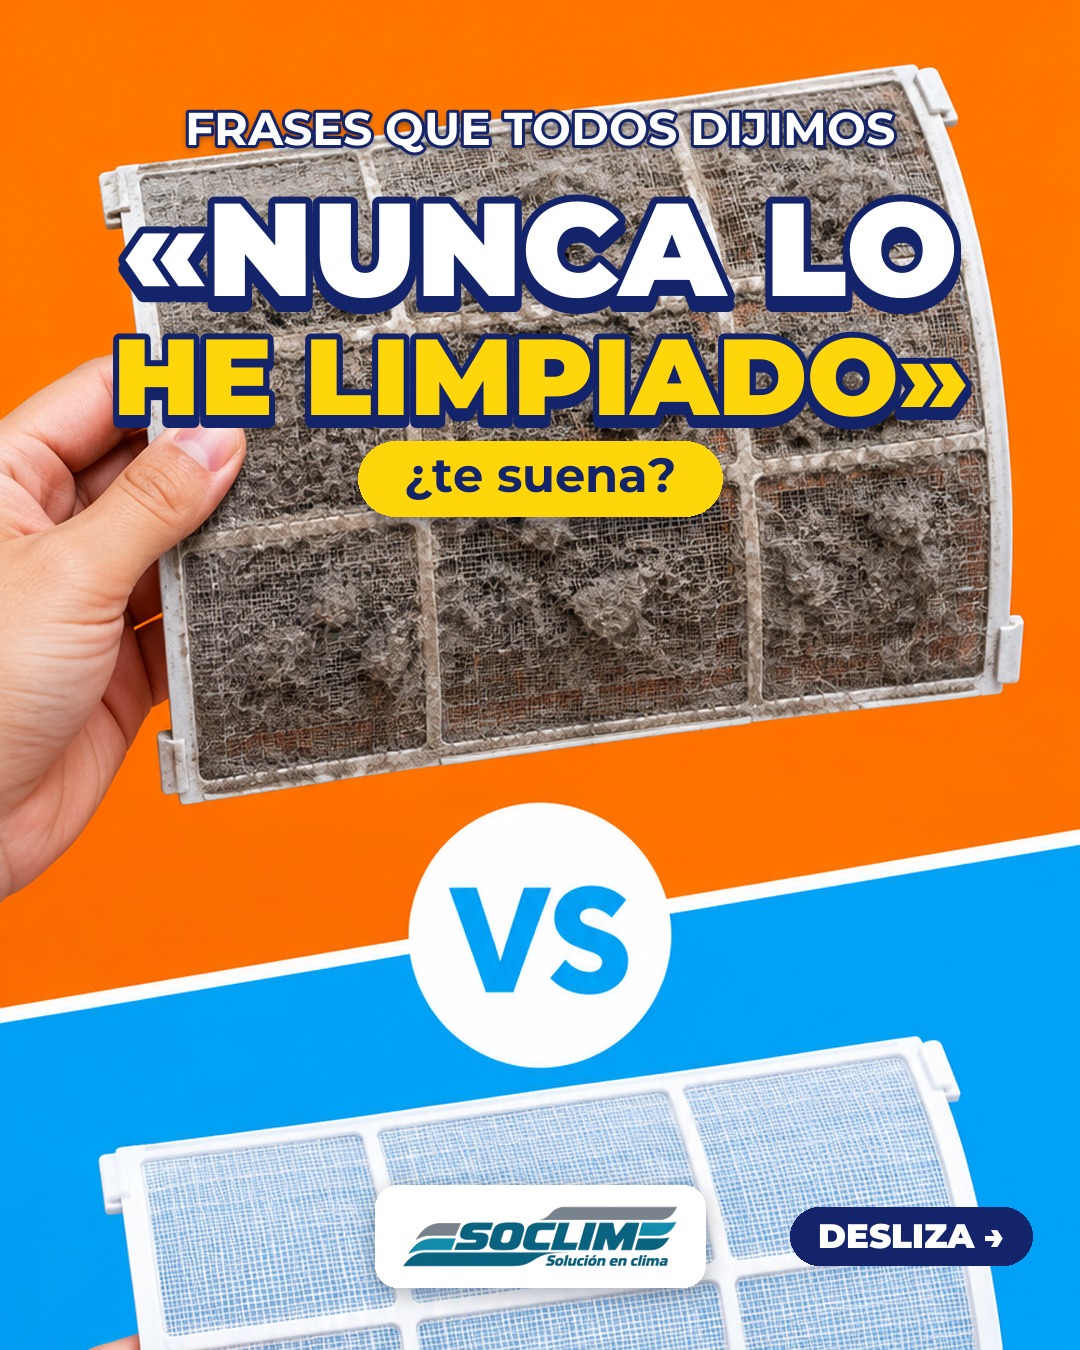 FRASES QUE TODOS DIJIMOS
«NUNCA LO
HE LIMPIADO»
¿te suena?
VS
SOCLIM
Solución en clima
DESLIZA →